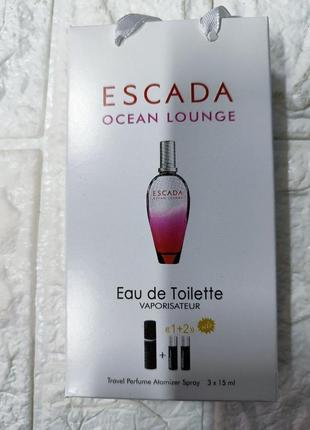 ESCADA
OCEAN LOUNGE
ESCADA
OCEAN LOUNGE
Eau de Toilette
VAPORISATEUR
«1+2»
+
Travel Perfume Atomizer Spray 3 x 15 ml